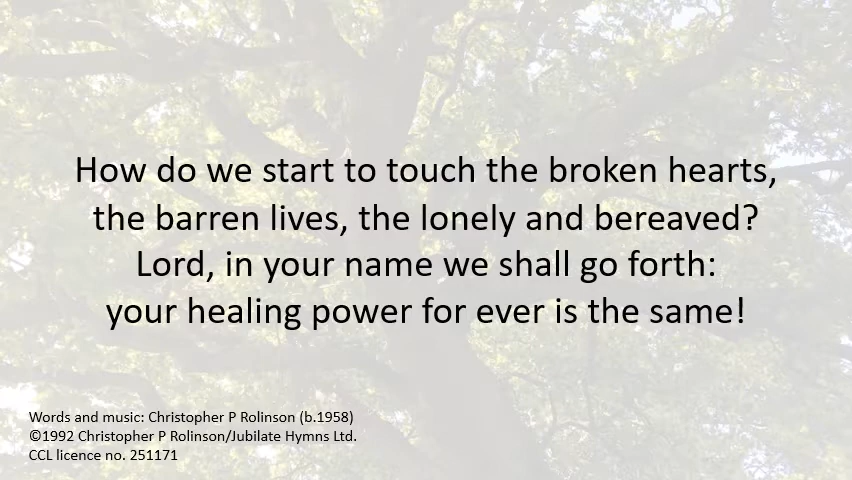 How do we start to touch the broken hearts,
the barren lives, the lonely and bereaved?
Lord, in your name we shall go forth:
your healing power for ever is the same!
Words and music: Christopher P Rolinson (b.1958)
©1992 Christopher P Rolinson/Jubilate Hymns Ltd.
CCL licence no. 251171